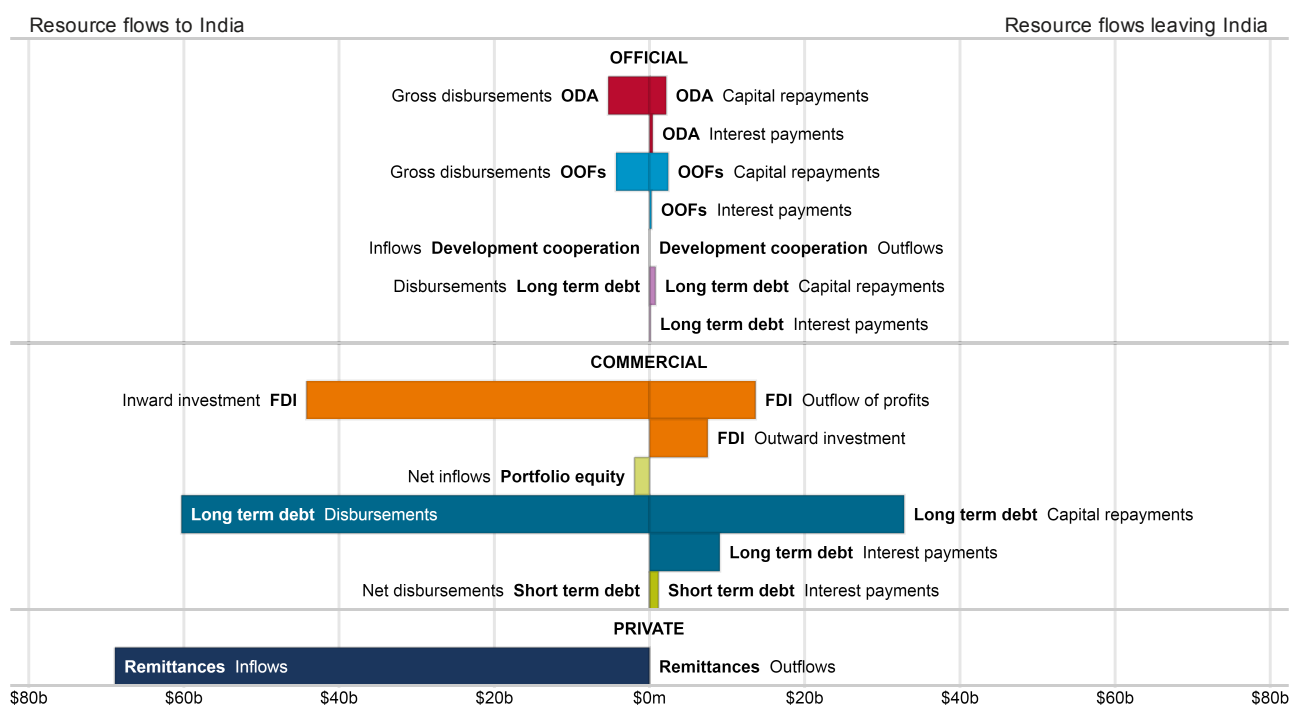 Resource flows to India Resource flows leaving India
OFFICIAL
Gross disbursements ODA ODA Capital repayments
ODA Interest payments
Gross disbursements OOFs OOFs Capital repayments
OOFs Interest payments
Inflows Development cooperation Development cooperation Outflows
Disbursements Long term debt Long term debt Capital repayments
Long term debt Interest payments
COMMERCIAL
Inward investment FDI FDI Outflow of profits
FDI Outward investment
Net inflows Portfolio equity
Long term debt Disbursements Long term debt Capital repayments
Long term debt Interest payments
Net disbursements Short term debt Short term debt Interest payments
PRIVATE
Remittances Inflows Remittances Outflows
$80b $60b $40b $20b $0m $20b $40b $60b $80b